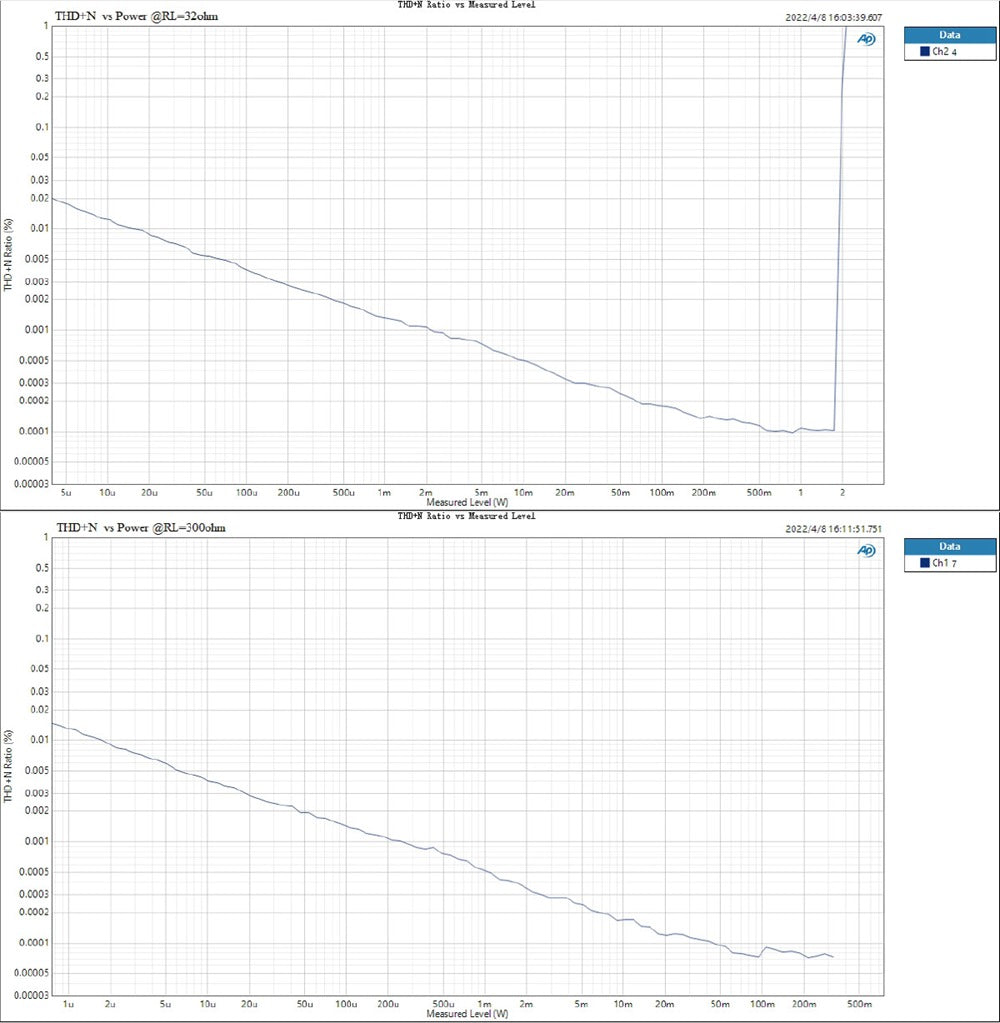 THD+N Ratio vs Measured Level
THD+N vs Power @RL=32ohm
2022/4/8 16:03:39.607
AP
Data
Ch2 4
1
0.5
0.3
0.2
0.1
0.05
0.03
0.02
0.01
0.005
0.003
0.002
0.001
0.0005
0.0003
0.0002
0.0001
0.00005
0.00003
THD+N Ratio (%)
5u 10u 20u 50u 100u 200u 500u 1m 2m 5m 10m 20m 50m 100m 200m 500m 1 2
Measured Level (W)
THD+N Ratio vs Measured Level
THD+N vs Power @RL=300ohm
2022/4/8 16:11:51.751
AP
Data
Ch1 7
1
0.5
0.3
0.2
0.1
0.05
0.03
0.02
0.01
0.005
0.003
0.002
0.001
0.0005
0.0003
0.0002
0.0001
0.00005
0.00003
THD+N Ratio (%)
1u 2u 5u 10u 20u 50u 100u 200u 500u 1m 2m 5m 10m 20m 50m 100m 200m 500m
Measured Level (W)